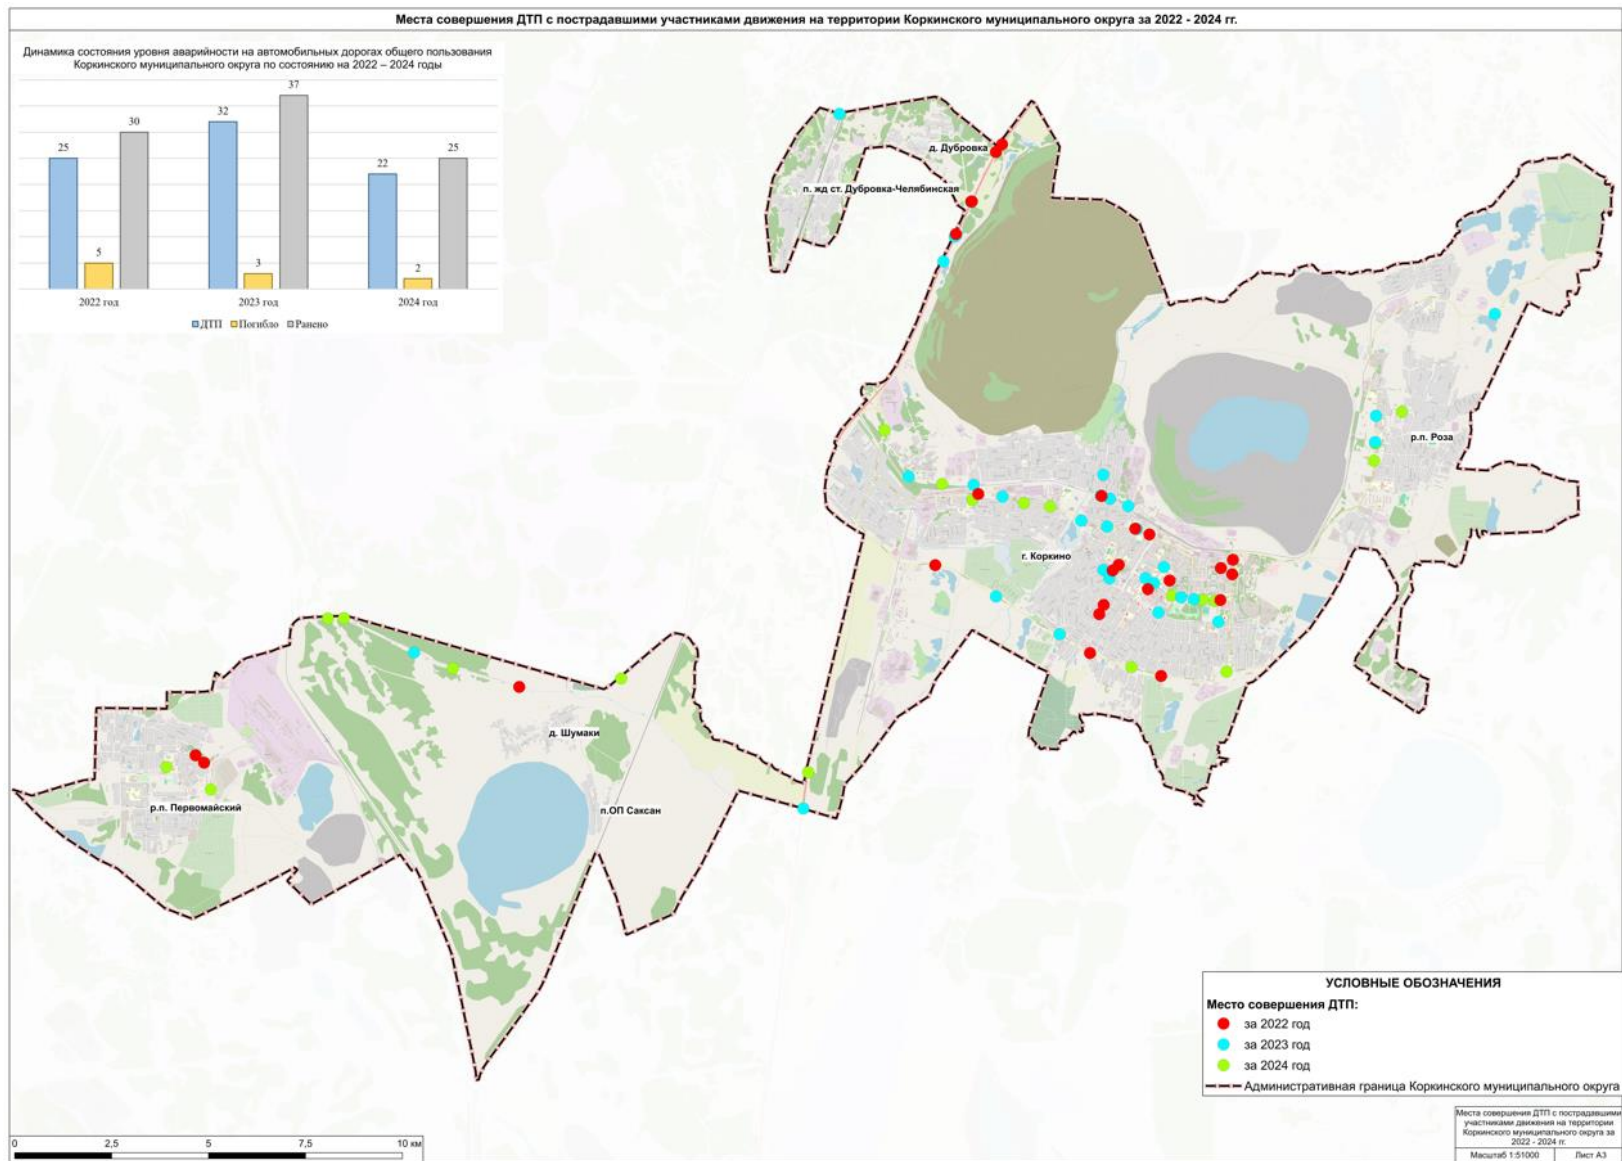 Места совершения ДТП с пострадавшими участниками движения на территории Коркинского муниципального округа за 2022 - 2024 гг.
Динамика состояния уровня аварийности на автомобильных дорогах общего пользования
Коркинского муниципального округа по состоянию на 2022 – 2024 годы
25
5
30
32
3
37
22
2
25
2022 год
2023 год
2024 год
ДТП
Погибло
Ранено
д. Дубровка
п. жд ст. Дубровка-Челябинская
р.п. Роза
г. Коркино
д. Шумаки
р.п. Первомайский
п.ОП Саксан
УСЛОВНЫЕ ОБОЗНАЧЕНИЯ
Место совершения ДТП:
за 2022 год
за 2023 год
за 2024 год
Административная граница Коркинского муниципального округа
Места совершения ДТП с пострадавшими
участниками движения на территории
Коркинского муниципального округа за
2022 - 2024 гг.
Масштаб 1:51000
Лист А3
0
2,5
5
7,5
10 км